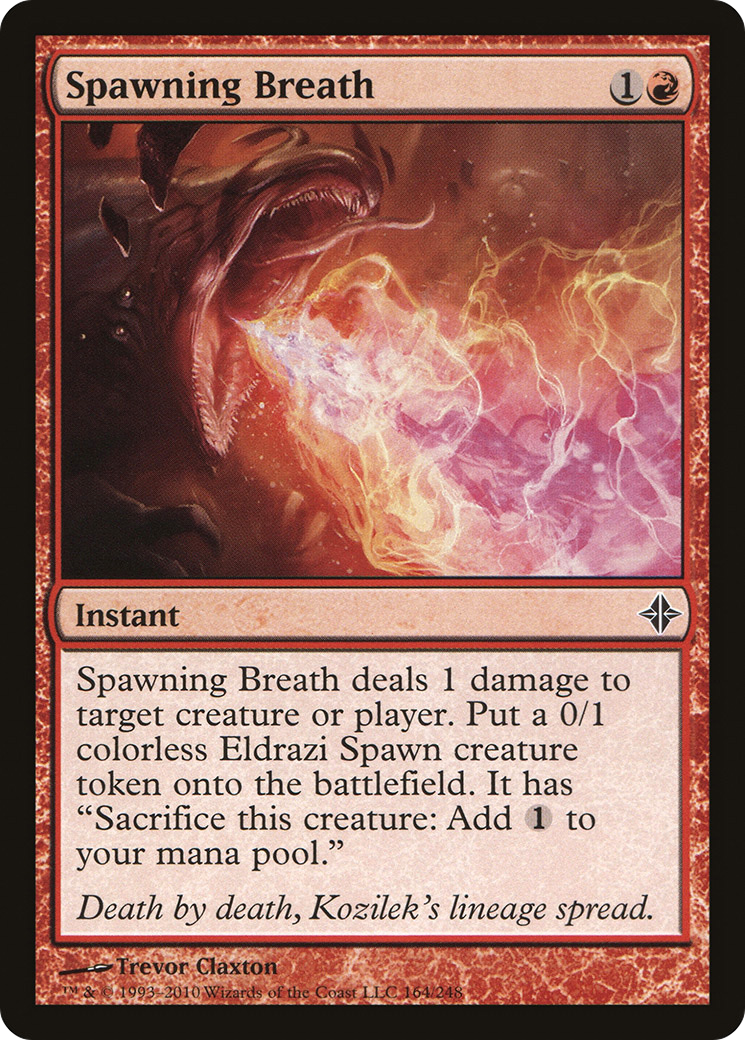 Spawning Breath 1
Instant
Spawning Breath deals 1 damage to
target creature or player. Put a 0/1
colorless Eldrazi Spawn creature
token onto the battlefield. It has
“Sacrifice this creature: Add 1 to
your mana pool.”
Death by death, Kozilek’s lineage spread.
Trevor Claxton
™ & © 1993–2010 Wizards of the Coast LLC 164/248